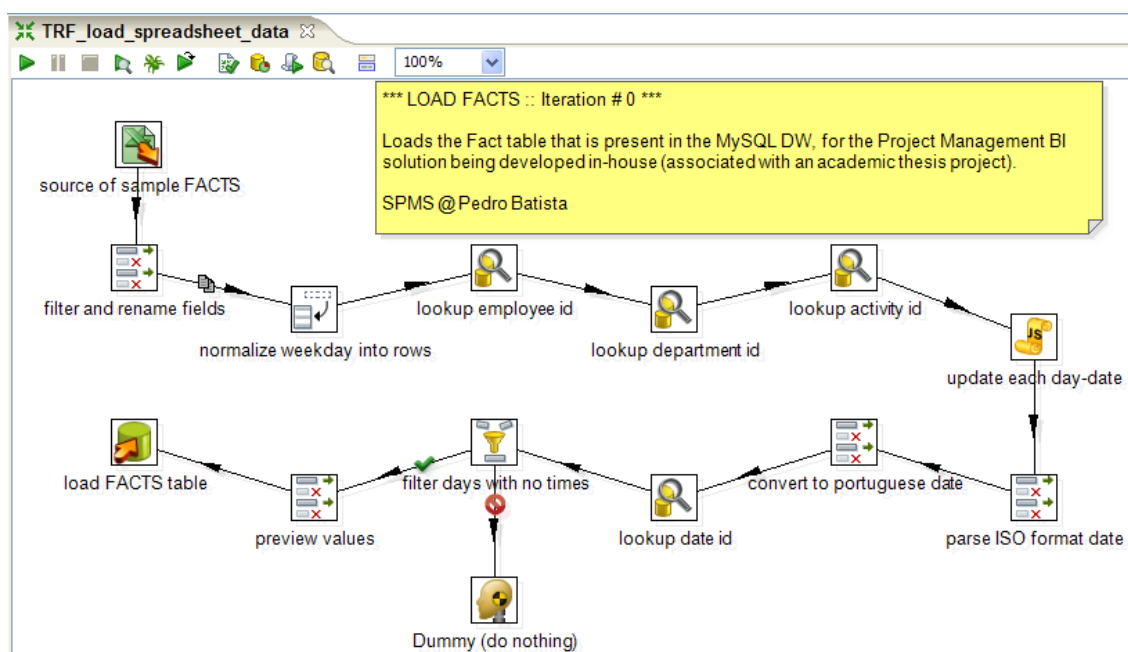 TRF_load_spreadsheet_data
100%
*** LOAD FACTS :: Iteration # 0 ***
Loads the Fact table that is present in the MySQL DW, for the Project Management BI
solution being developed in-house (associated with an academic thesis project).
SPMS @ Pedro Batista
source of sample FACTS
filter and rename fields
normalize weekday into rows
lookup employee id
lookup department id
lookup activity id
JS
update each day-date
load FACTS table
preview values
filter days with no times
lookup date id
convert to portuguese date
parse ISO format date
Dummy (do nothing)